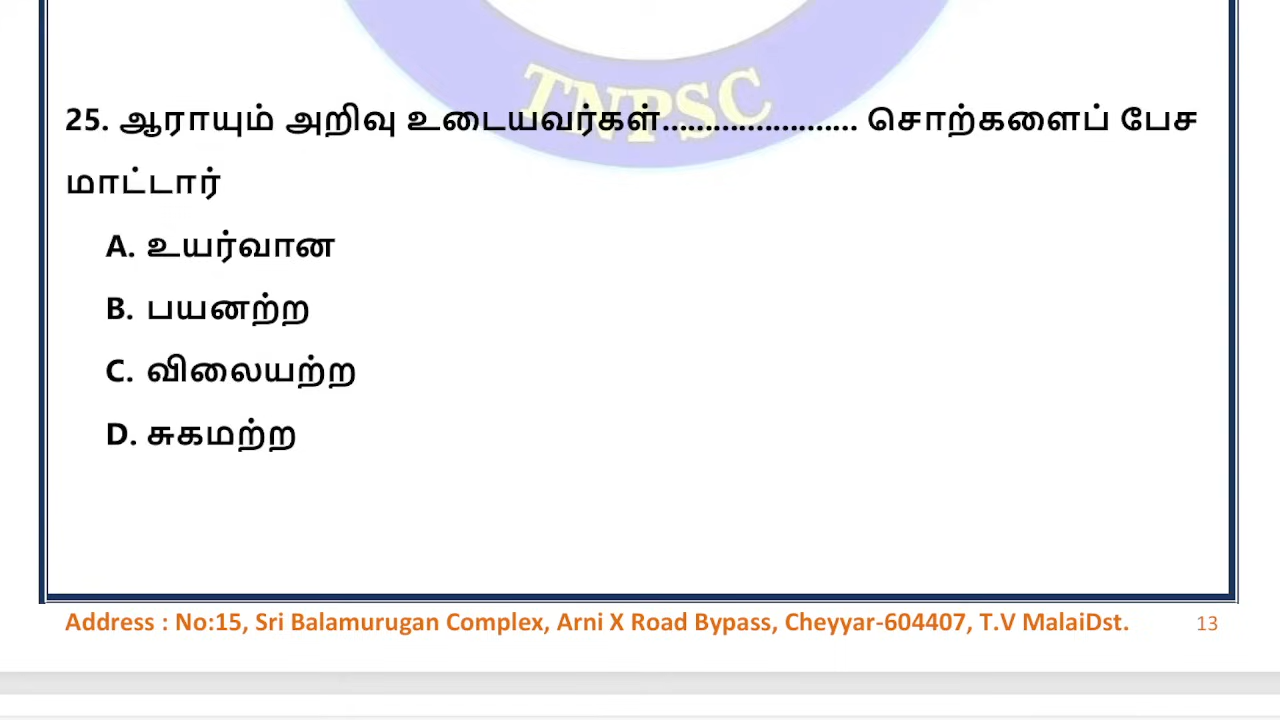 TNPSC
25. ஆராயும் அறிவு உடையவர்கள்....................... சொற்களைப் பேச
மாட்டார்
A. உயர்வான
B. பயனற்ற
C. விலையற்ற
D. சுகமற்ற
Address : No:15, Sri Balamurugan Complex, Arni X Road Bypass, Cheyyar-604407, T.V MalaiDst. 13